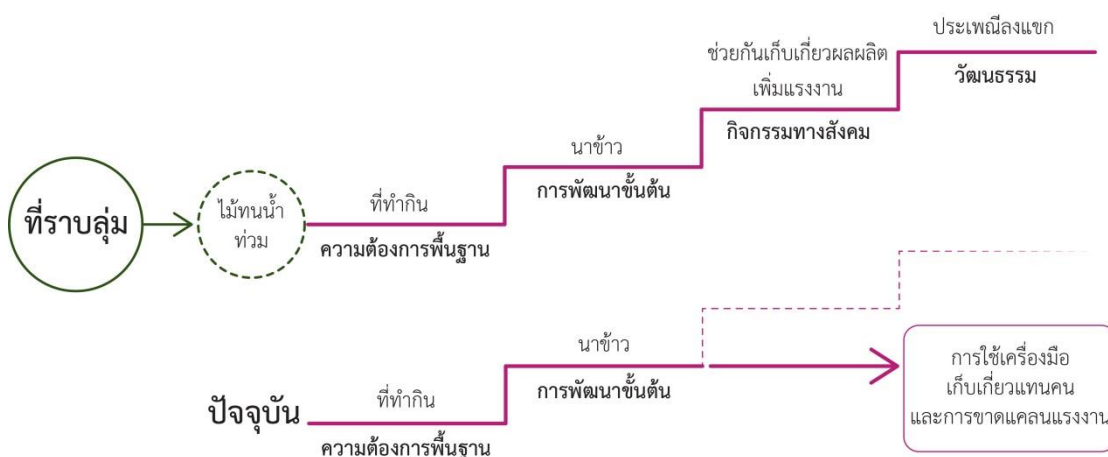 ประเพณีลงแขก
วัฒนธรรม
ช่วยกันเก็บเกี่ยวผลผลิต
เพิ่มแรงงาน
กิจกรรมทางสังคม
นาข้าว
การพัฒนาขั้นต้น
ที่ราบลุ่ม
ไม้ทนน้ำ
ท่วม
ที่ทำกิน
ความต้องการพื้นฐาน
ปัจจุบัน
ที่ทำกิน
ความต้องการพื้นฐาน
นาข้าว
การพัฒนาขั้นต้น
การใช้เครื่องมือ
เก็บเกี่ยวแทนคน
และการขาดแคลนแรงงาน